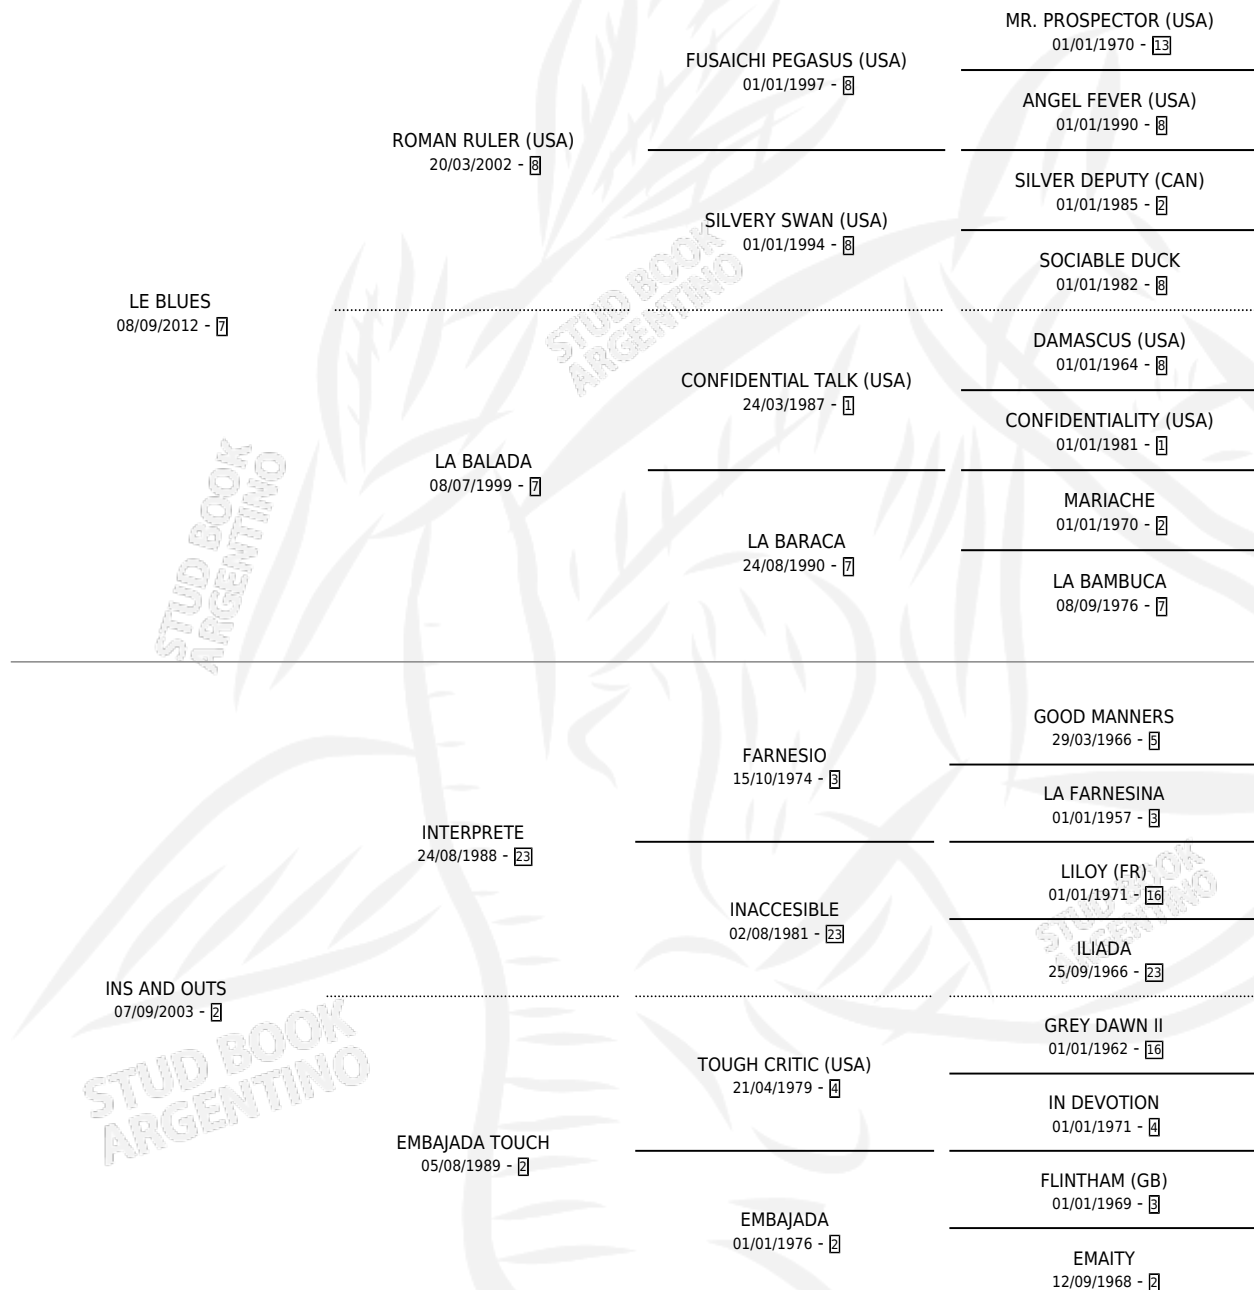 MR. PROSPECTOR (USA)
01/01/1970 - 13
FUSAICHI PEGASUS (USA)
01/01/1997 - 8
ANGEL FEVER (USA)
01/01/1990 - 8
ROMAN RULER (USA)
20/03/2002 - 8
SILVER DEPUTY (CAN)
01/01/1985 - 2
SILVERY SWAN (USA)
01/01/1994 - 8
SOCIABLE DUCK
01/01/1982 - 8
LE BLUES
08/09/2012 - 7
DAMASCUS (USA)
01/01/1964 - 8
CONFIDENTIAL TALK (USA)
24/03/1987 - 1
CONFIDENTIALITY (USA)
01/01/1981 - 1
LA BALADA
08/07/1999 - 7
MARIACHE
01/01/1970 - 2
LA BARACA
24/08/1990 - 7
LA BAMBUCA
08/09/1976 - 7
GOOD MANNERS
29/03/1966 - 5
FARNESIO
15/10/1974 - 3
LA FARNESINA
01/01/1957 - 3
INTERPRETE
24/08/1988 - 23
LILOY (FR)
01/01/1971 - 16
INACCESIBLE
02/08/1981 - 23
ILIADA
25/09/1966 - 23
INS AND OUTS
07/09/2003 - 2
GREY DAWN II
01/01/1962 - 16
TOUGH CRITIC (USA)
21/04/1979 - 4
IN DEVOTION
01/01/1971 - 4
EMBAJADA TOUCH
05/08/1989 - 2
FLINTHAM (GB)
01/01/1969 - 3
EMBAJADA
01/01/1976 - 2
EMAITY
12/09/1968 - 2
STUD BOOK
ARGENTINO
STUD BOOK
ARGENTINO
STUD BOOK
ARGENTINO
STUD BOOK
ARGENTINO